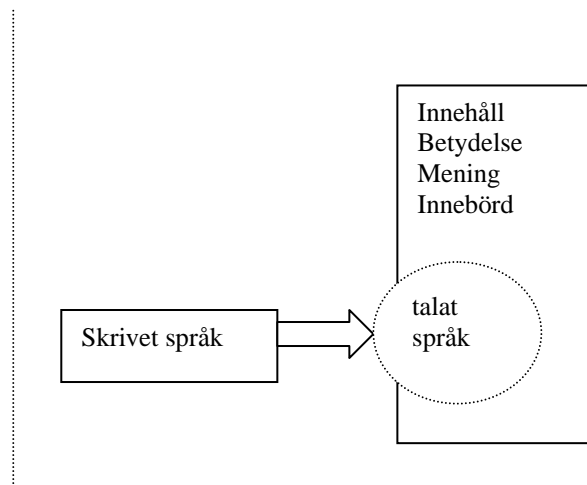 Innehåll
Betydelse
Mening
Innebörd
talat
språk
Skrivet språk